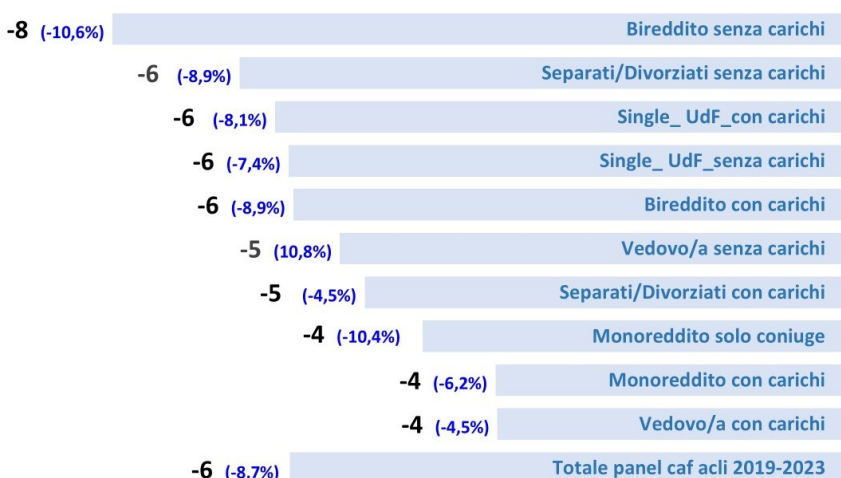 -8 (-10,6%) Bireddito senza carichi
-6 (-8,9%) Separati/Divorziati senza carichi
-6 (-8,1%) Single_ UdF_con carichi
-6 (-7,4%) Single_ UdF_senza carichi
-6 (-8,9%) Bireddito con carichi
-5 (10,8%) Vedovo/a senza carichi
-5 (-4,5%) Separati/Divorziati con carichi
-4 (-10,4%) Monoreddito solo coniuge
-4 (-6,2%) Monoreddito con carichi
-4 (-4,5%) Vedovo/a con carichi
-6 (-8,7%) Totale panel caf acli 2019-2023